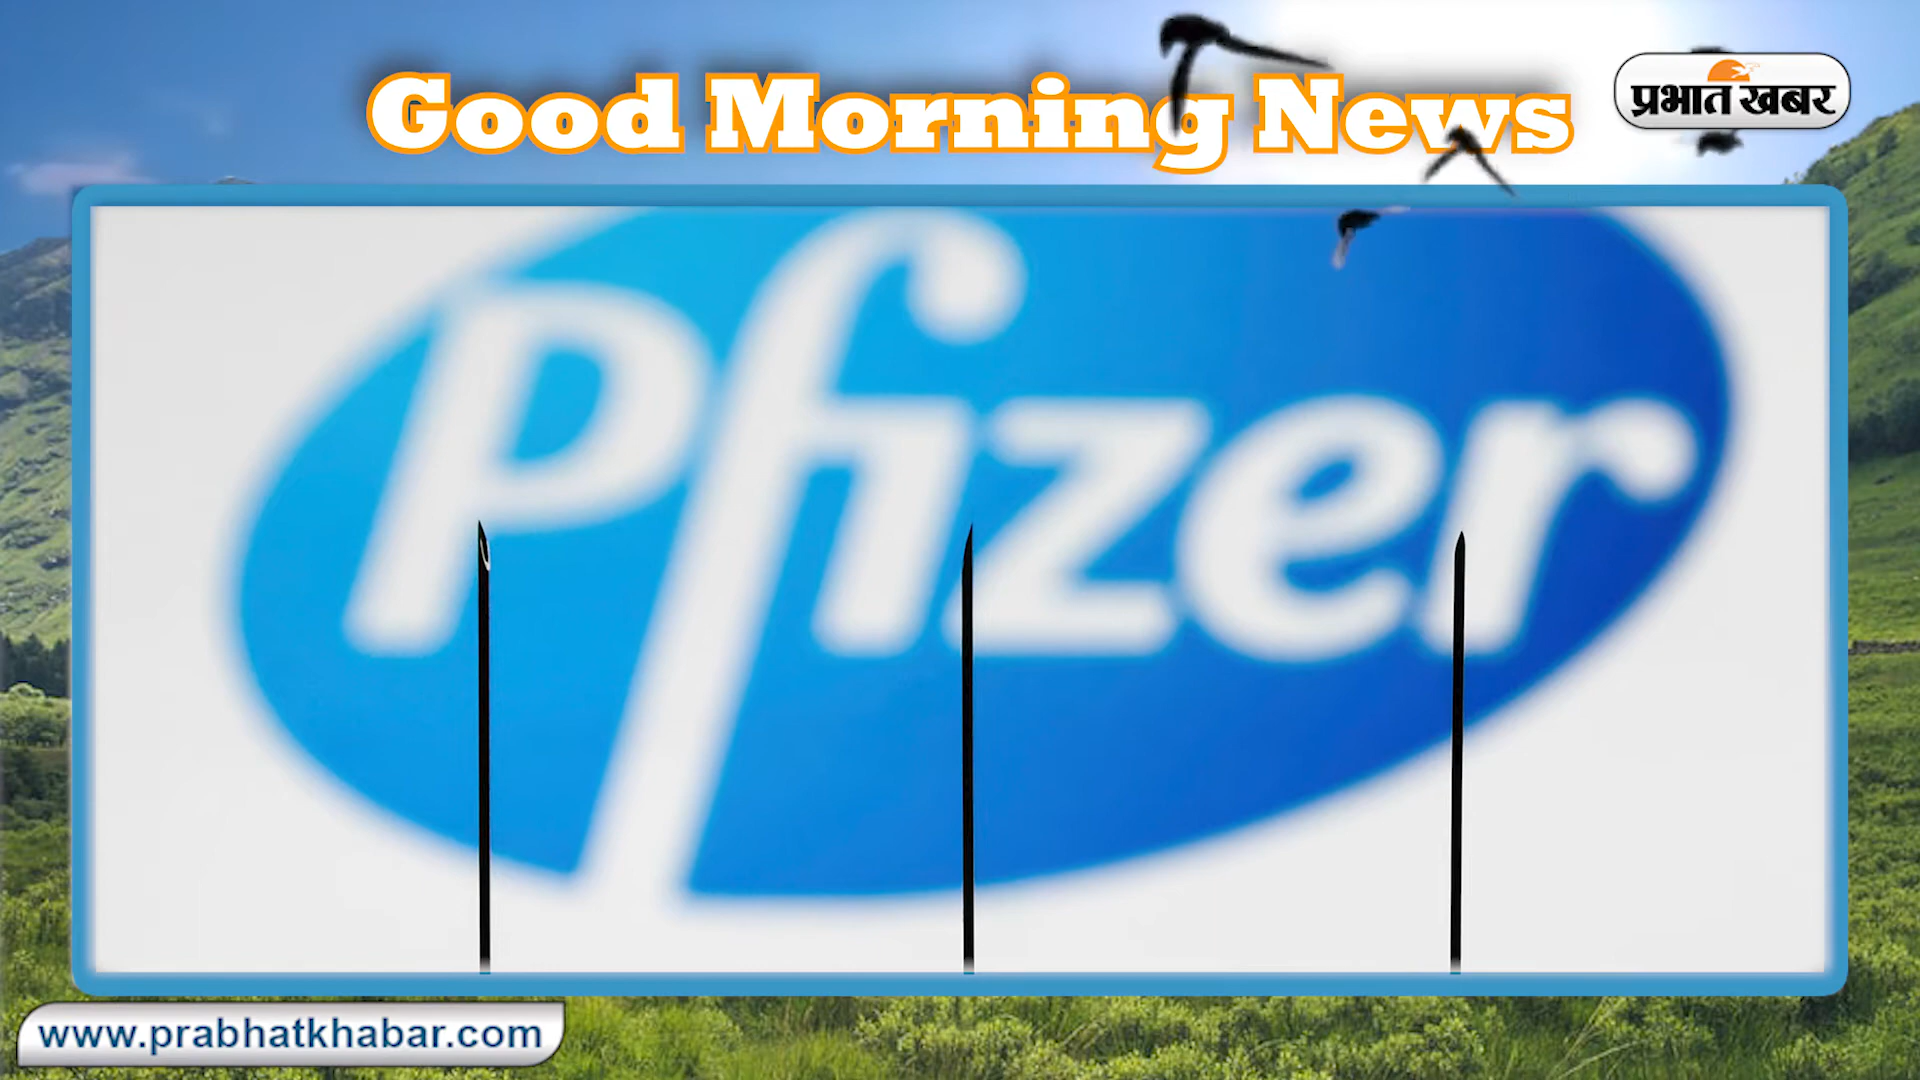 Good Morning News
प्रभात खबर
Pfizer
www.prabhatkhabar.com